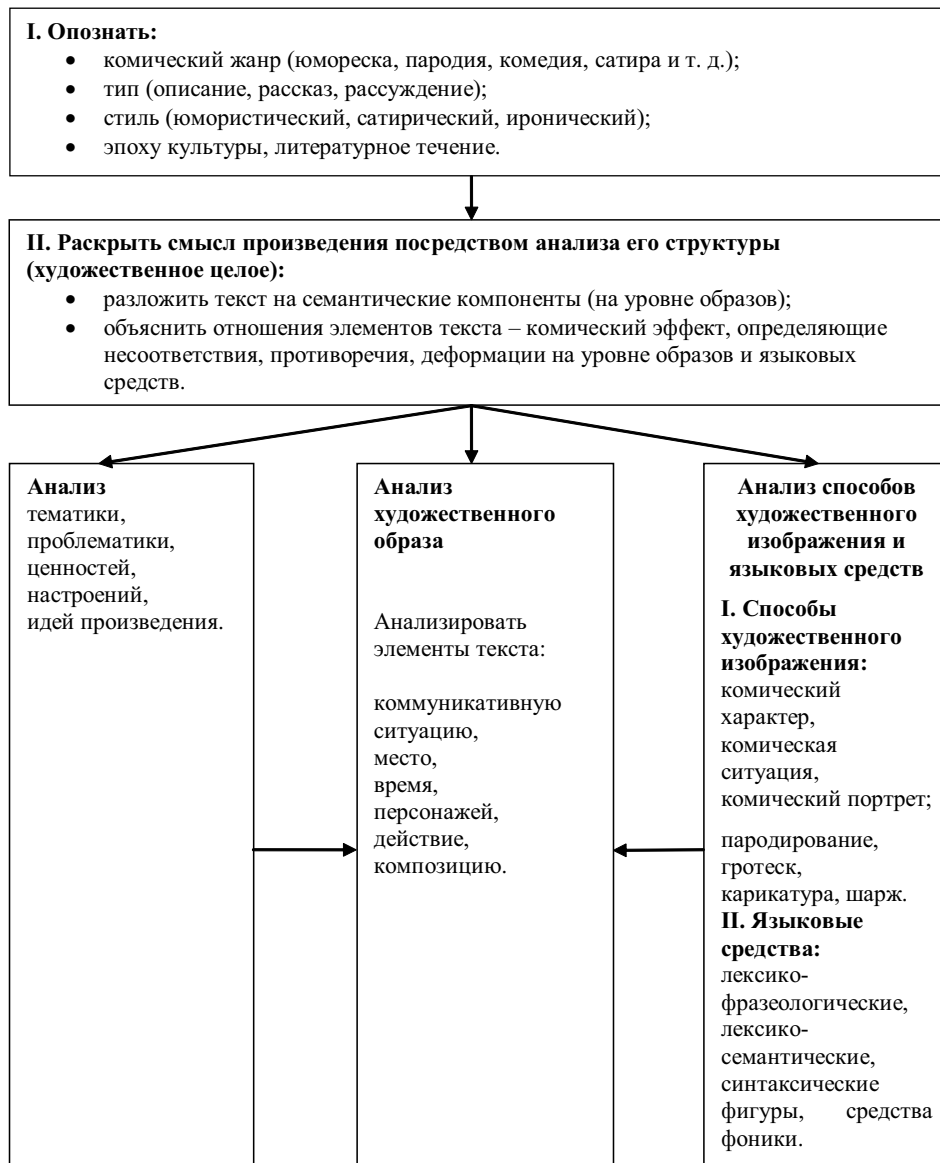 I. Опознать:
• комический жанр (юмореска, пародия, комедия, сатира и т. д.);
• тип (описание, рассказ, рассуждение);
• стиль (юмористический, сатирический, иронический);
• эпоху культуры, литературное течение.
II. Раскрыть смысл произведения посредством анализа его структуры
(художественное целое):
• разложить текст на семантические компоненты (на уровне образов);
• объяснить отношения элементов текста – комический эффект, определяющие
несоответствия, противоречия, деформации на уровне образов и языковых
средств.
Анализ
тематики,
проблематики,
ценностей,
настроений,
идей произведения.
Анализ
художественного
образа
Анализировать
элементы текста:
коммуникативную
ситуацию,
место,
время,
персонажей,
действие,
композицию.
Анализ способов
художественного
изображения и
языковых средств
I. Способы
художественного
изображения:
комический
характер,
комическая
ситуация,
комический портрет;
пародирование,
гротеск,
карикатура, шарж.
II. Языковые
средства:
лексико-
фразеологические,
лексико-
семантические,
синтаксические
фигуры, средства
фоники.